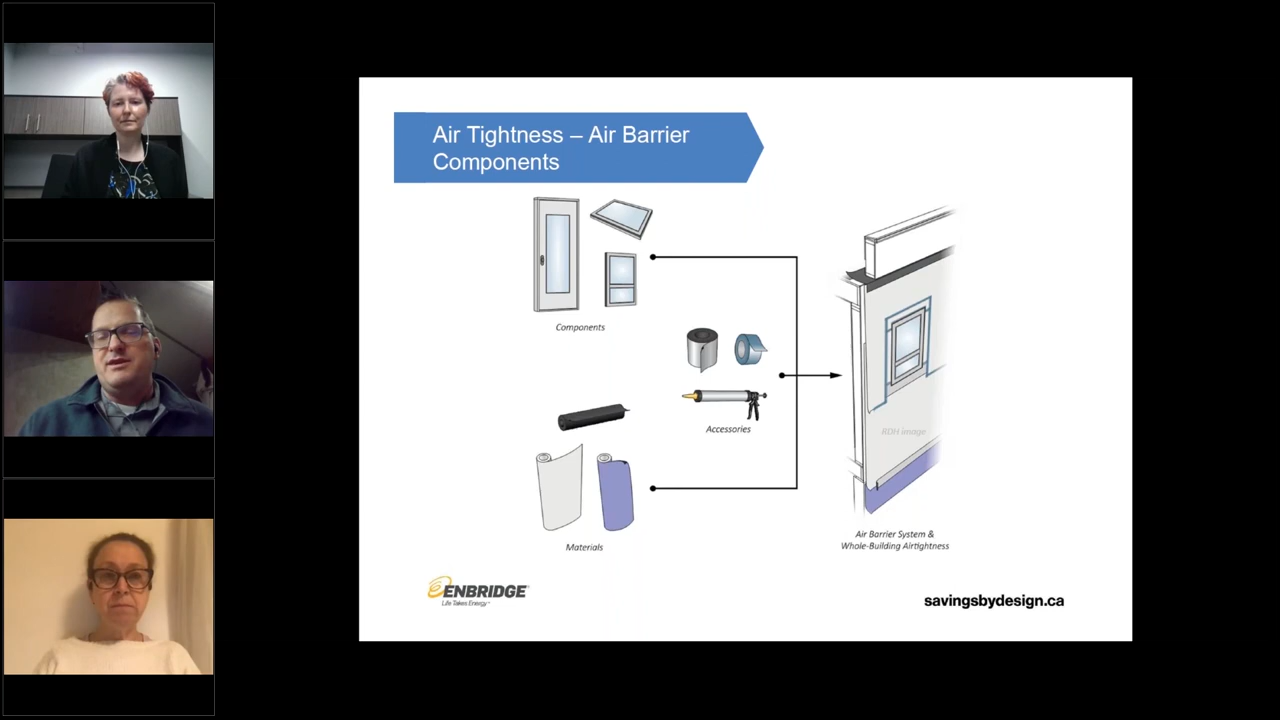 Air Tightness – Air Barrier
Components
Components
Accessories
RDH image
Materials
Air Barrier System &
Whole-Building Airtightness
ENBRIDGE
Life Takes Energy™
savingsbydesign.ca